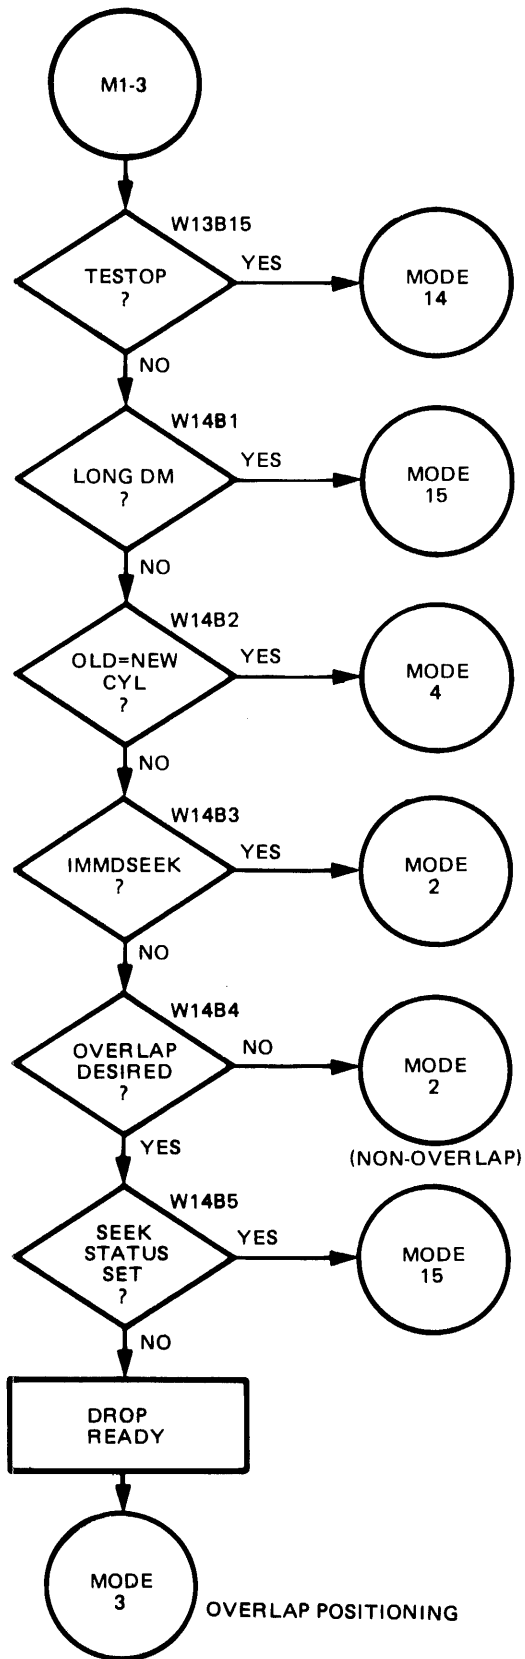 M1-3
W13B15
TESTOP
?
YES
MODE
14
NO
W14B1
LONG DM
?
YES
MODE
15
NO
W14B2
OLD=NEW
CYL
?
YES
MODE
4
NO
W14B3
IMMDSEEK
?
YES
MODE
2
NO
W14B4
OVERLAP
DESIRED
?
NO
MODE
2
(NON-OVERLAP)
YES
W14B5
SEEK
STATUS
SET
?
YES
MODE
15
NO
DROP
READY
MODE
3
OVERLAP POSITIONING